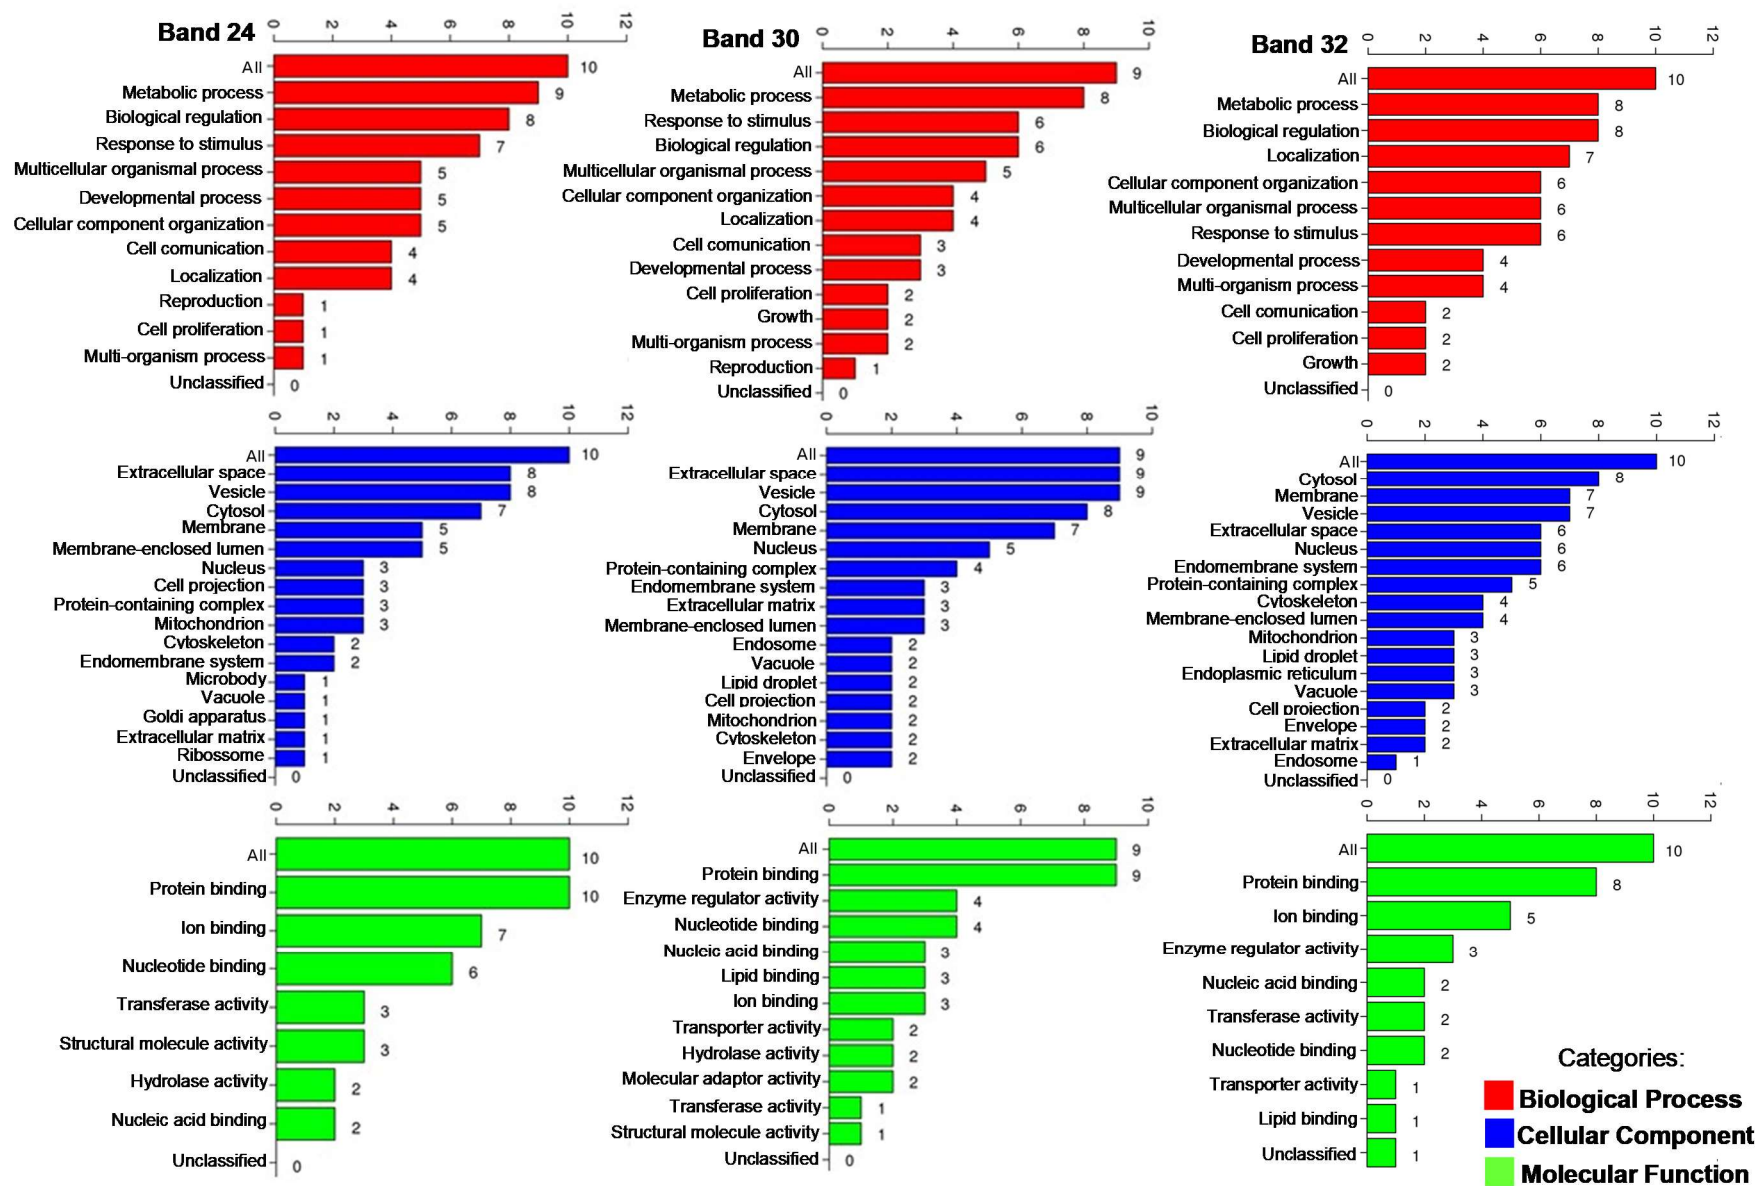 Band 24
0 2 4 6 8 10 12
All 10
Metabolic process 9
Biological regulation 8
Response to stimulus 7
Multicellular organismal process 5
Developmental process 5
Cellular component organization 5
Cell comunication 4
Localization 4
Reproduction 1
Cell proliferation 1
Multi-organism process 1
Unclassified 0
Band 30
0 2 4 6 8 10
All 9
Metabolic process 8
Response to stimulus 6
Biological regulation 6
Multicellular organismal process 5
Cellular component organization 4
Localization 4
Cell comunication 3
Developmental process 3
Cell proliferation 2
Growth 2
Multi-organism process 2
Reproduction 1
Unclassified 0
Band 32
0 2 4 6 8 10 12
All 10
Metabolic process 8
Biological regulation 8
Localization 7
Cellular component organization 6
Multicellular organismal process 6
Response to stimulus 6
Developmental process 4
Multi-organism process 4
Cell comunication 2
Cell proliferation 2
Growth 2
Unclassified 0
0 2 4 6 8 10 12
All 10
Extracellular space 8
Vesicle 8
Cytosol 7
Membrane 5
Membrane-enclosed lumen 5
Nucleus 3
Cell projection 3
Protein-containing complex 3
Mitochondrion 3
Cytoskeleton 2
Endomembrane system 2
Microbody 1
Vacuole 1
Goldi apparatus 1
Extracellular matrix 1
Ribossome 1
Unclassified 0
0 2 4 6 8 10
All 9
Extracellular space 9
Vesicle 9
Cytosol 8
Membrane 7
Nucleus 5
Protein-containing complex 4
Endomembrane system 3
Extracellular matrix 3
Membrane-enclosed lumen 3
Endosome 2
Vacuole 2
Lipid droplet 2
Cell projection 2
Mitochondrion 2
Cytoskeleton 2
Envelope 2
Unclassified 0
0 2 4 6 8 10 12
All 10
Cytosol 8
Membrane 7
Vesicle 7
Extracellular space 6
Nucleus 6
Endomembrane system 6
Protein-containing complex 5
Cytoskeleton 4
Membrane-enclosed lumen 4
Mitochondrion 3
Lipid droplet 3
Endoplasmic reticulum 3
Vacuole 3
Cell projection 2
Envelope 2
Extracellular matrix 2
Endosome 1
Unclassified 0
0 2 4 6 8 10 12
All 10
Protein binding 10
Ion binding 7
Nucleotide binding 6
Transferase activity 3
Structural molecule activity 3
Hydrolase activity 2
Nucleic acid binding 2
Unclassified 0
0 2 4 6 8 10
All 9
Protein binding 9
Enzyme regulator activity 4
Nucleotide binding 4
Nucleic acid binding 3
Lipid binding 3
Ion binding 3
Transporter activity 2
Hydrolase activity 2
Molecular adaptor activity 2
Transferase activity 1
Structural molecule activity 1
Unclassified 0
0 2 4 6 8 10 12
All 10
Protein binding 8
Ion binding 5
Enzyme regulator activity 3
Nucleic acid binding 2
Transferase activity 2
Nucleotide binding 2
Transporter activity 1
Lipid binding 1
Unclassified 1
Categories:
Biological Process
Cellular Component
Molecular Function